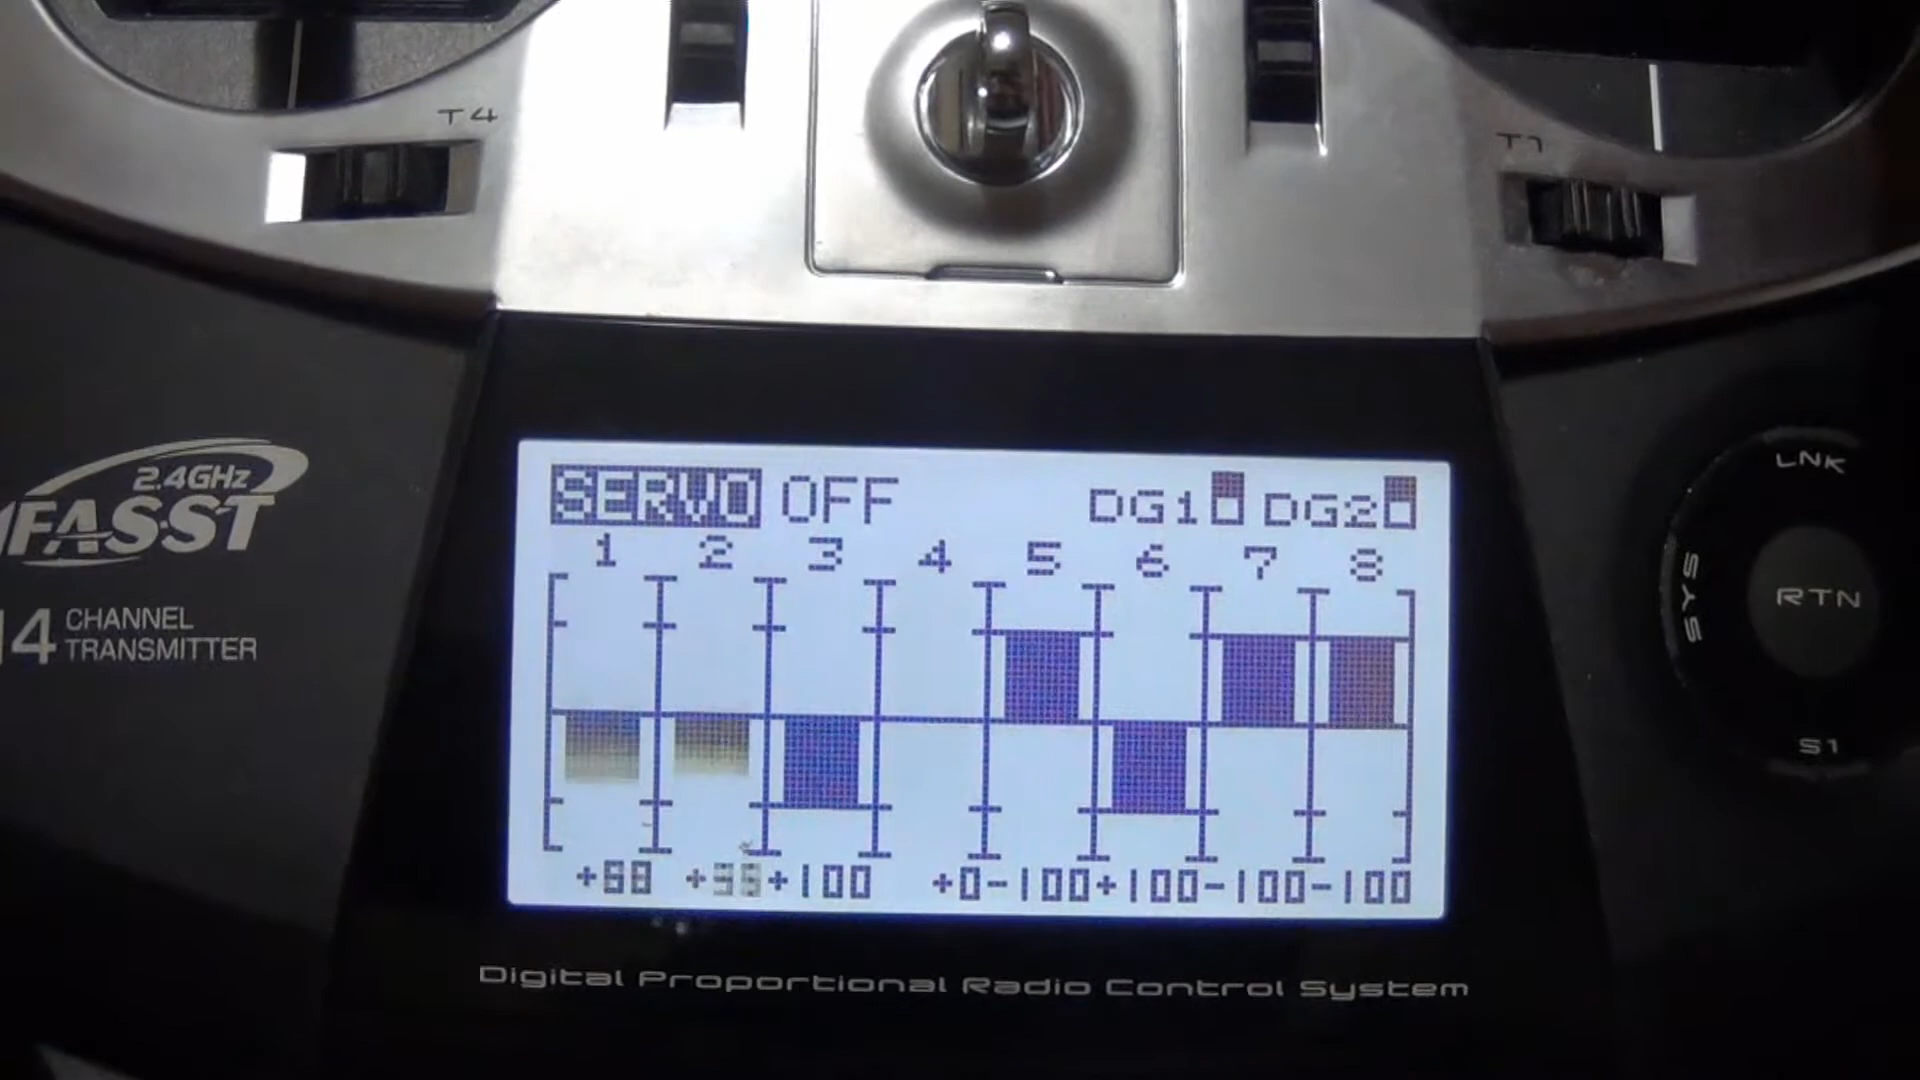 T4
T1
2.4GHz
FASST
14 CHANNEL
TRANSMITTER
SERVO OFF DG1 DG2
1 2 3 4 5 6 7 8
+100 +0 -100 +100 -100 -100
LNK
SYS
RTN
S1
Digital Proportional Radio Control System